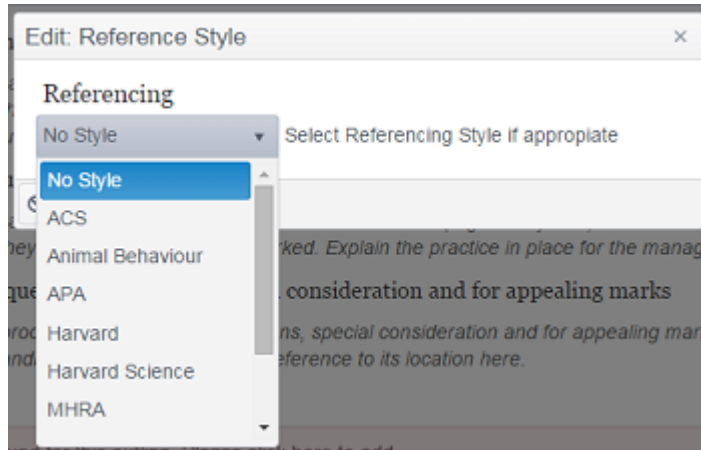 Edit: Reference Style ×
Referencing
No Style Select Referencing Style if appropiate
No Style
ACS
Animal Behaviour
hey rked. Explain the practice in place for the manag
APA consideration and for appealing marks
Harvard ns, special consideration and for appealing mar
Harvard Science eference to its location here.
MHRA